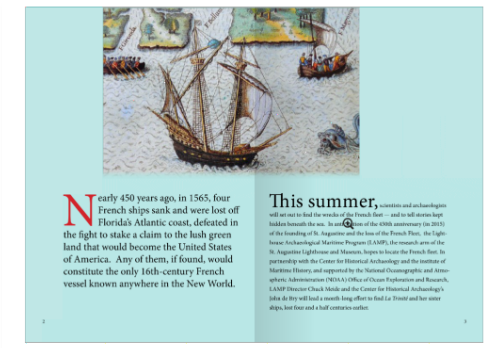 Nearly 450 years ago, in 1565, four
French ships sank and were lost off
Florida's Atlantic coast, defeated in
the fight to stake a claim to the lush green
land that would become the United States
of America.  Any of them, if found, would
constitute the only 16th-century French
vessel known anywhere in the New World.
2
This summer, scientists and archaeologists
will set out to find the wrecks of the French fleet — and to tell stories kept
hidden beneath the sea.  In of the 450th anniversary (in 2015)
of the founding of St. Augustine and the loss of the French Fleet,  the Light-
house Archaeological Maritime Program (LAMP), the research arm of the
St. Augustine Lighthouse and Museum, hopes to locate the French fleet. In
partnership with the Center for Historical Archaeology and the institute of
Maritime History, and supported by the National Oceanographic and Atmo-
spheric Administration (NOAA) Office of Ocean Exploration and Research,
LAMP Director Chuck Meide and the Center for Historical Archaeology's
John de Bry will lead a month-long effort to find La Trinité and her sister
ships, lost four and a half centuries earlier.
3